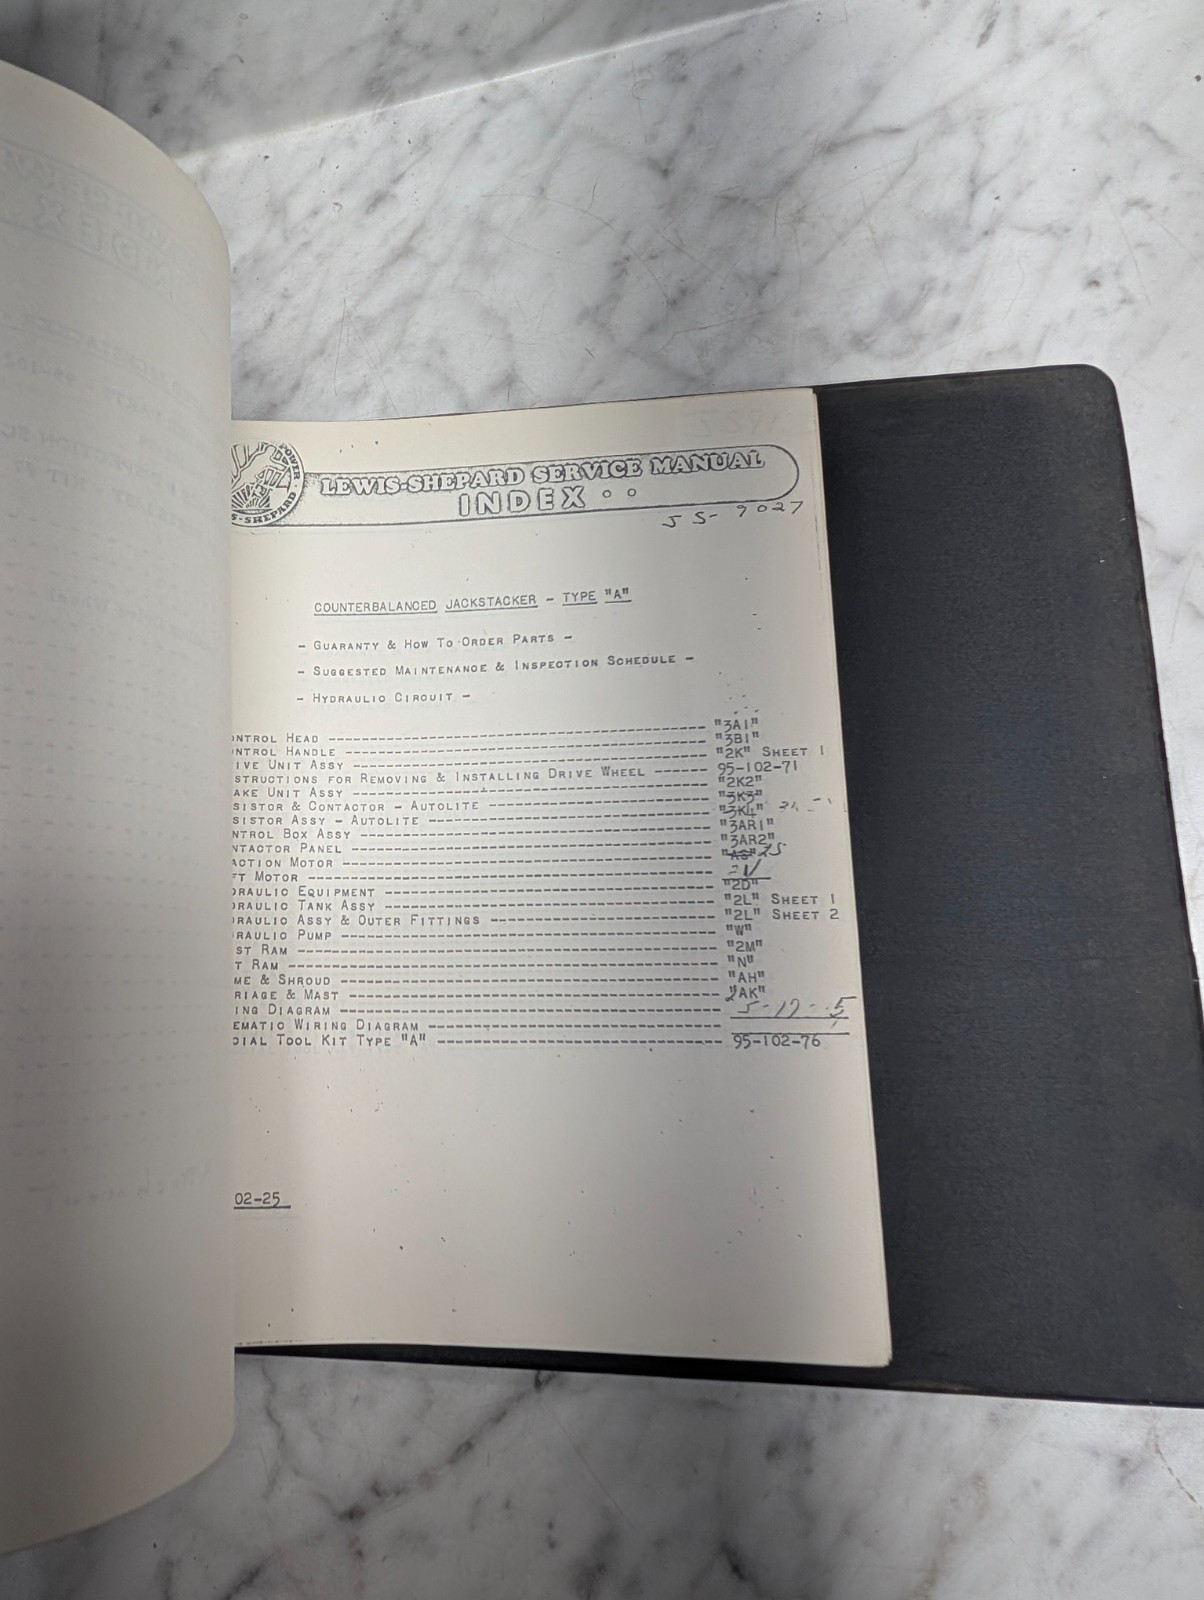 POWER
S-SHEPARD
LEWIS-SHEPARD SERVICE MANUAL
INDEX
JS-9027
COUNTERBALANCED JACKSTACKER - TYPE "A"
- GUARANTY & HOW TO ORDER PARTS -
- SUGGESTED MAINTENANCE & INSPECTION SCHEDULE -
- HYDRAULIC CIRCUIT -
ONTROL HEAD "3A1"
ONTROL HANDLE "3B1"
IVE UNIT ASSY "2K" SHEET 1
STRUCTIONS FOR REMOVING & INSTALLING DRIVE WHEEL 95-102-71
AKE UNIT ASSY "2K2"
SISTOR & CONTACTOR - AUTOLITE "3K3"
SISTOR ASSY - AUTOLITE "3K4"
NTROL BOX ASSY "3AR1"
NTACTOR PANEL "3AR2"
ACTION MOTOR
FT MOTOR
DRAULIC EQUIPMENT "2D"
DRAULIC TANK ASSY "2L" SHEET 1
DRAULIC ASSY & OUTER FITTINGS "2L" SHEET 2
DRAULIC PUMP "W"
ST RAM "2M"
T RAM "N"
ME & SHROUD "AH"
RIAGE & MAST 2AK"
ING DIAGRAM
EMATIC WIRING DIAGRAM
CIAL TOOL KIT TYPE "A" 95-102-76
02-25